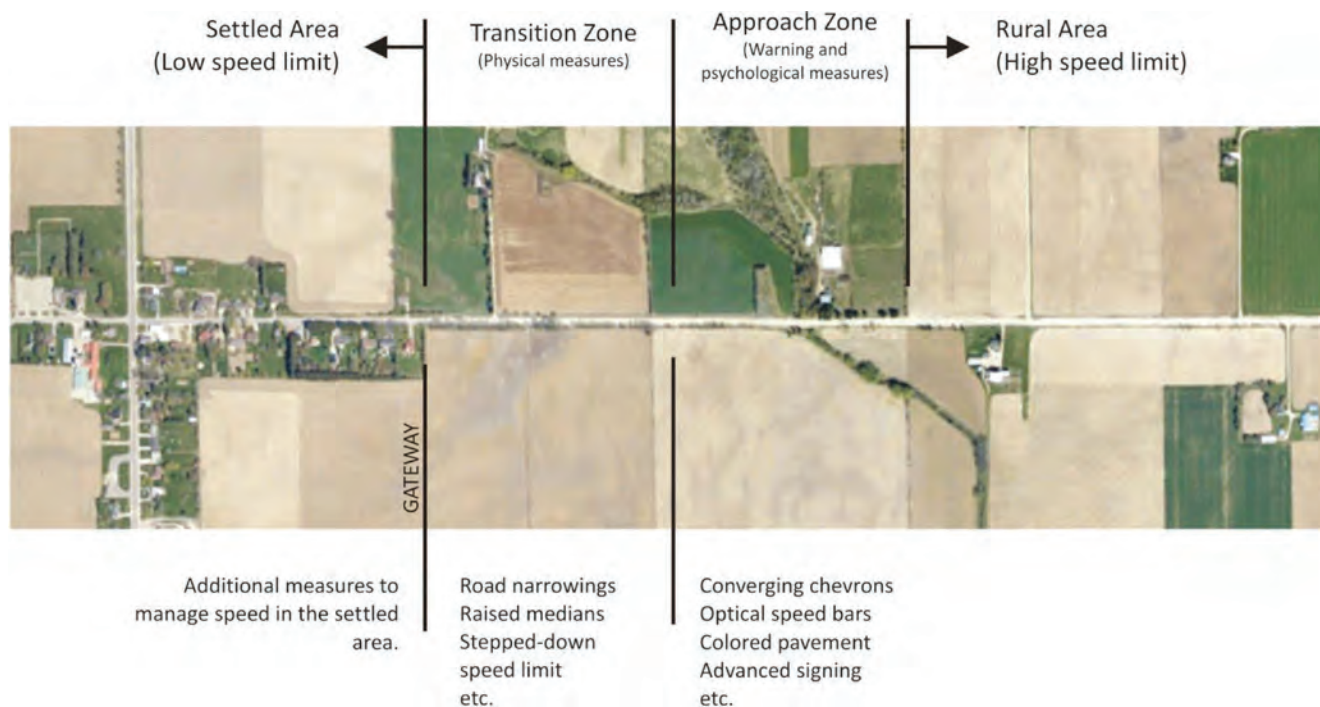 Settled Area
(Low speed limit)
Transition Zone
(Physical measures)
Approach Zone
(Warning and
psychological measures)
Rural Area
(High speed limit)
GATEWAY
Additional measures to
manage speed in the settled
area.
Road narrowings
Raised medians
Stepped-down
speed limit
etc.
Converging chevrons
Optical speed bars
Colored pavement
Advanced signing
etc.